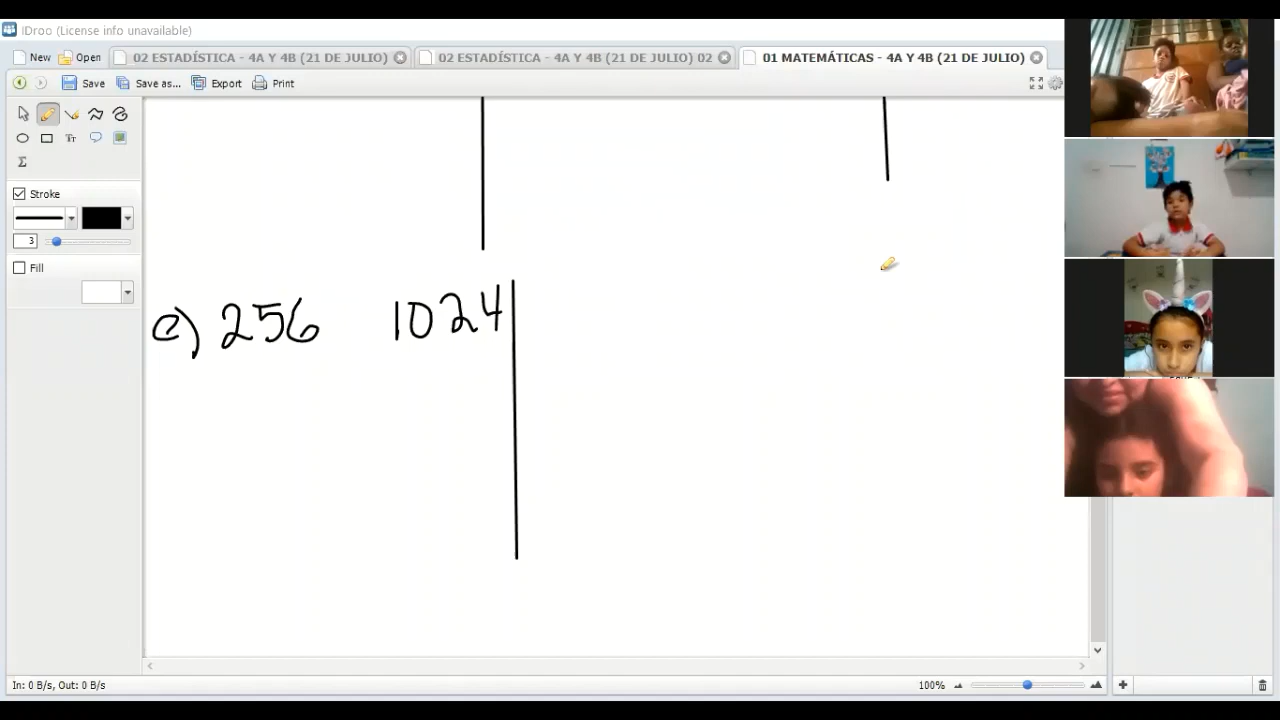 iDroo (License info unavailable)
New Open 02 ESTADÍSTICA - 4A Y 4B (21 DE JULIO) 02 ESTADÍSTICA - 4A Y 4B (21 DE JULIO) 02 01 MATEMÁTICAS - 4A Y 4B (21 DE JULIO)
Save Save as... Export Print
Tт
Σ
Stroke
3
Fill
e) 256 1024
In: 0 B/s, Out: 0 B/s 100%